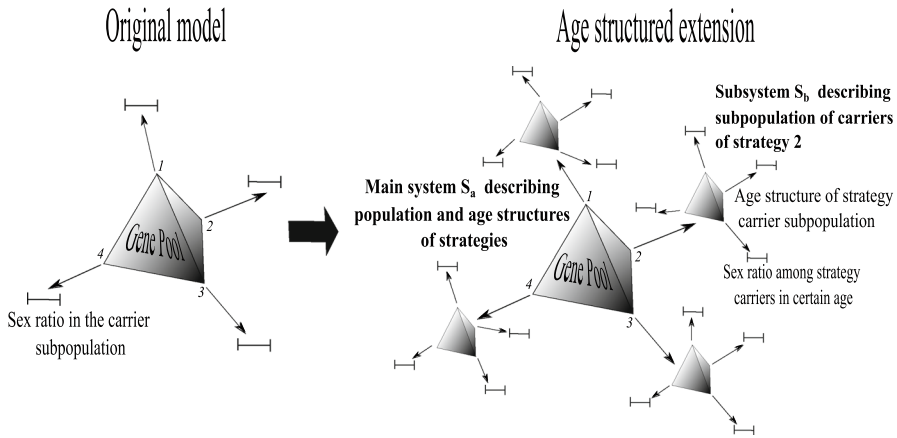 Original model
1
2
Gene Pool
4
3
Sex ratio in the carrier
subpopulation
Age structured extension
Subsystem Sb describing
subpopulation of carriers
of strategy 2
Main system Sa describing
population and age structures
of strategies
Age structure of strategy
carrier subpopulation
Sex ratio among strategy
carriers in certain age
1
2
Gene Pool
4
3